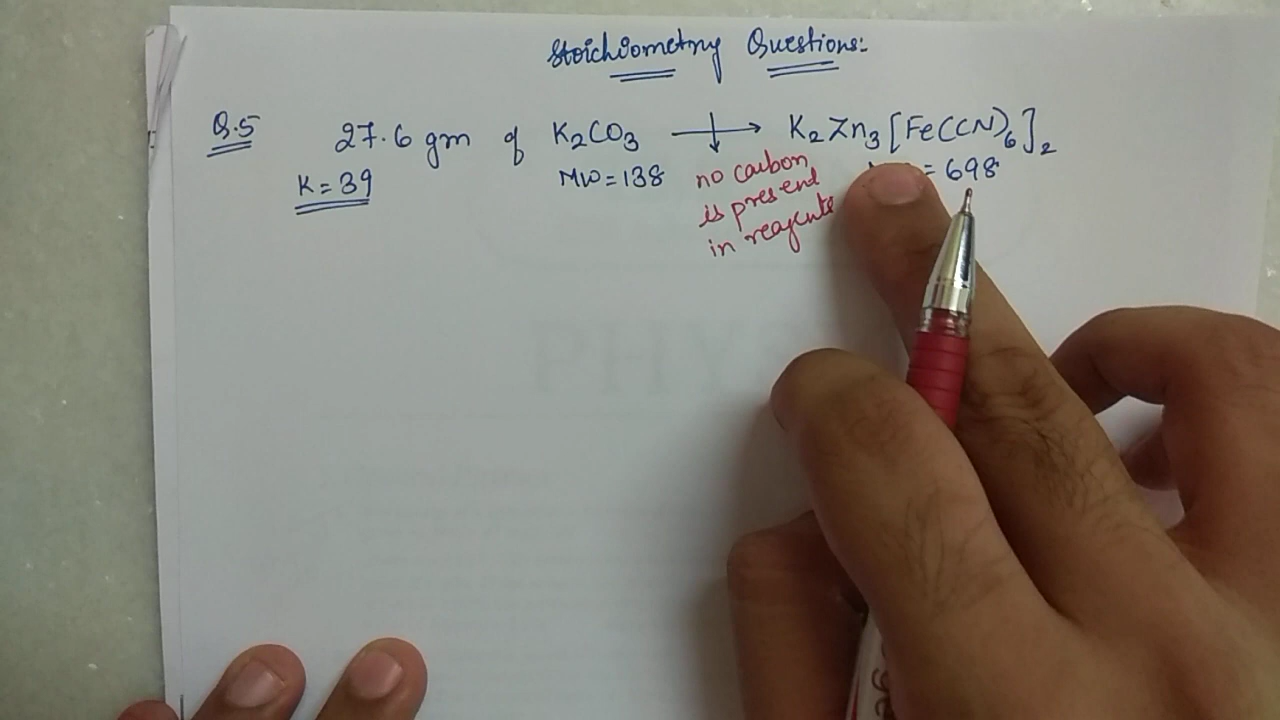 Stoichiometry Questions:
Q.5 27.6 gm of K2CO3 → K2Zn3[Fe(CN)6]2
K = 39 MW = 138 no carbon = 698
is present
in reagents